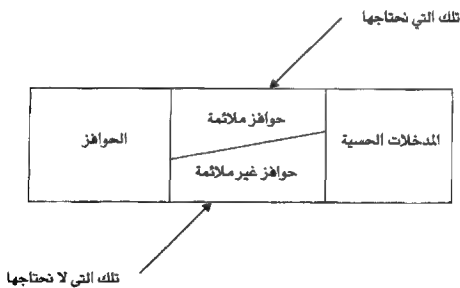 تلك التي نحتاجها
المدخلات الحسية
حوافز ملائمة
حوافز غير ملائمة
الحوافز
تلك التي لا نحتاجها